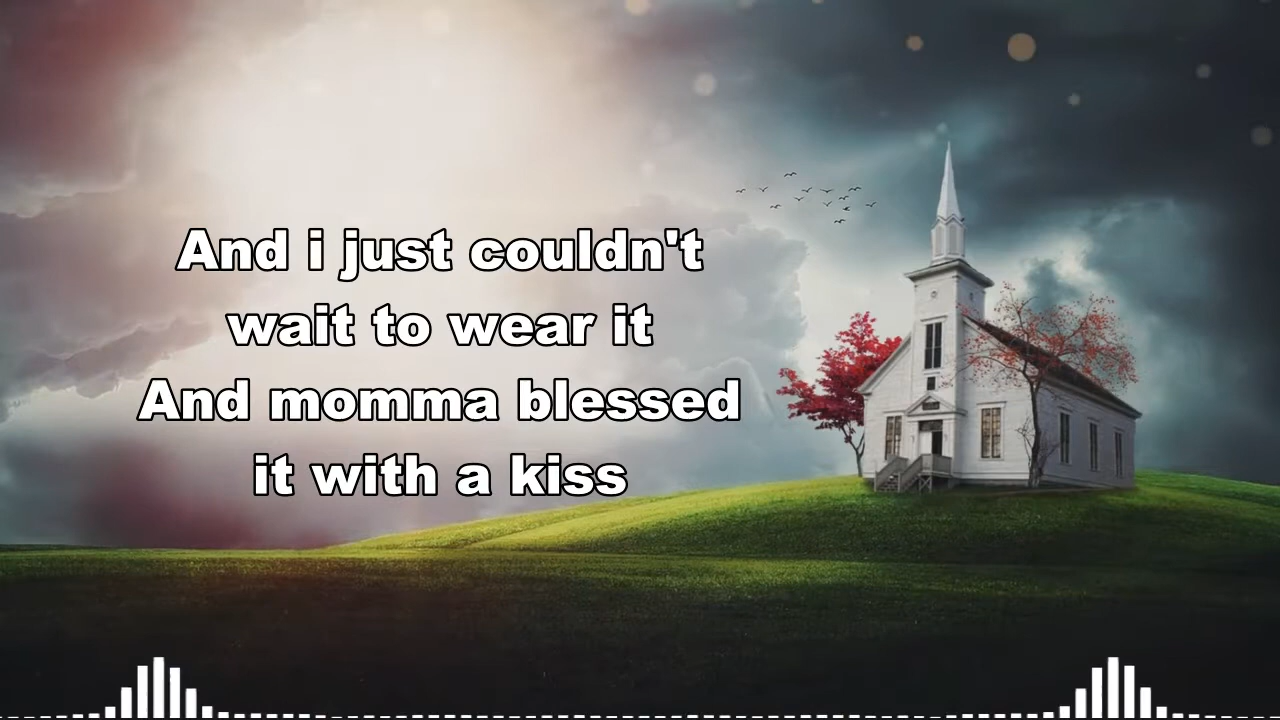 And i just couldn't
wait to wear it
And momma blessed
it with a kiss